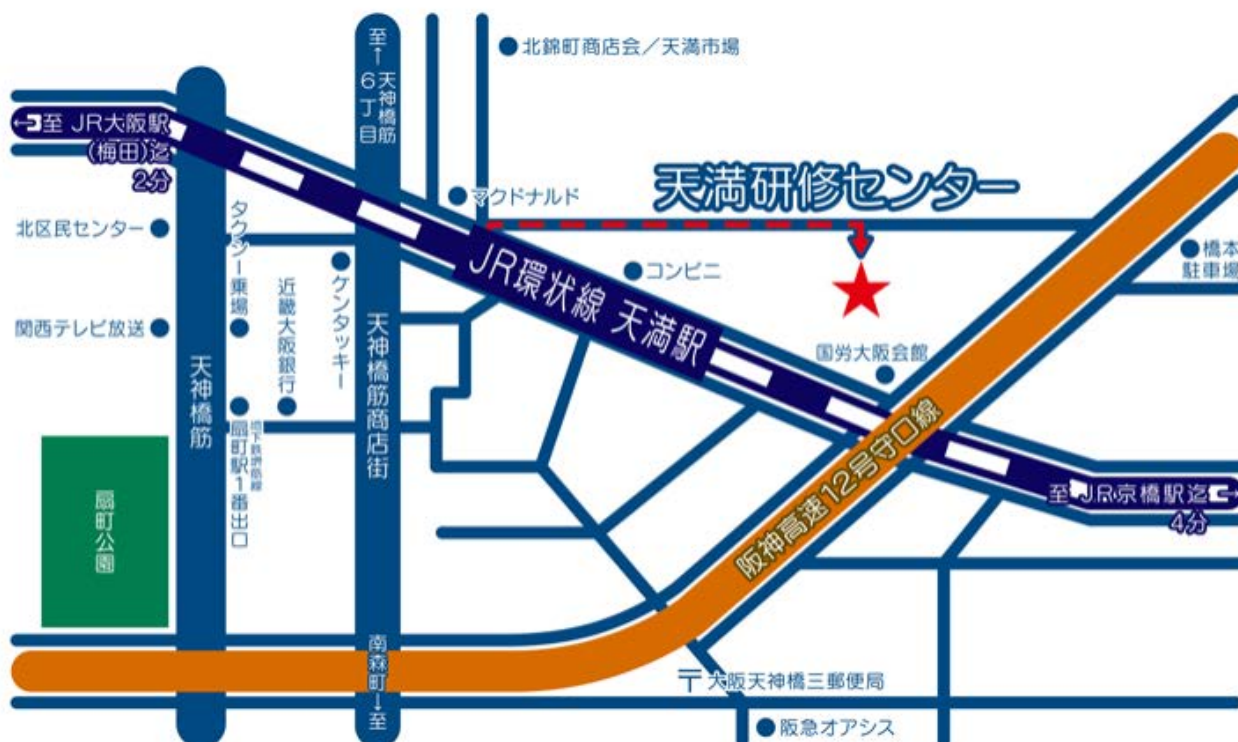 北錦町商店会／天満市場
至↑
天神橋筋
6丁目
至 JR大阪駅
(梅田)迄
2分
マクドナルド
天満研修センター
北区民センター
タクシー乗場
ケンタッキー
コンビニ
橋本
駐車場
JR環状線 天満駅
関西テレビ放送
近畿大阪銀行
天神橋筋
天神橋筋商店街
国労大阪会館
地下鉄堺筋線
扇町駅1番出口
阪神高速12号守口線
扇町公園
至 JR京橋駅迄
4分
南森町↓至
〒大阪天神橋三郵便局
阪急オアシス